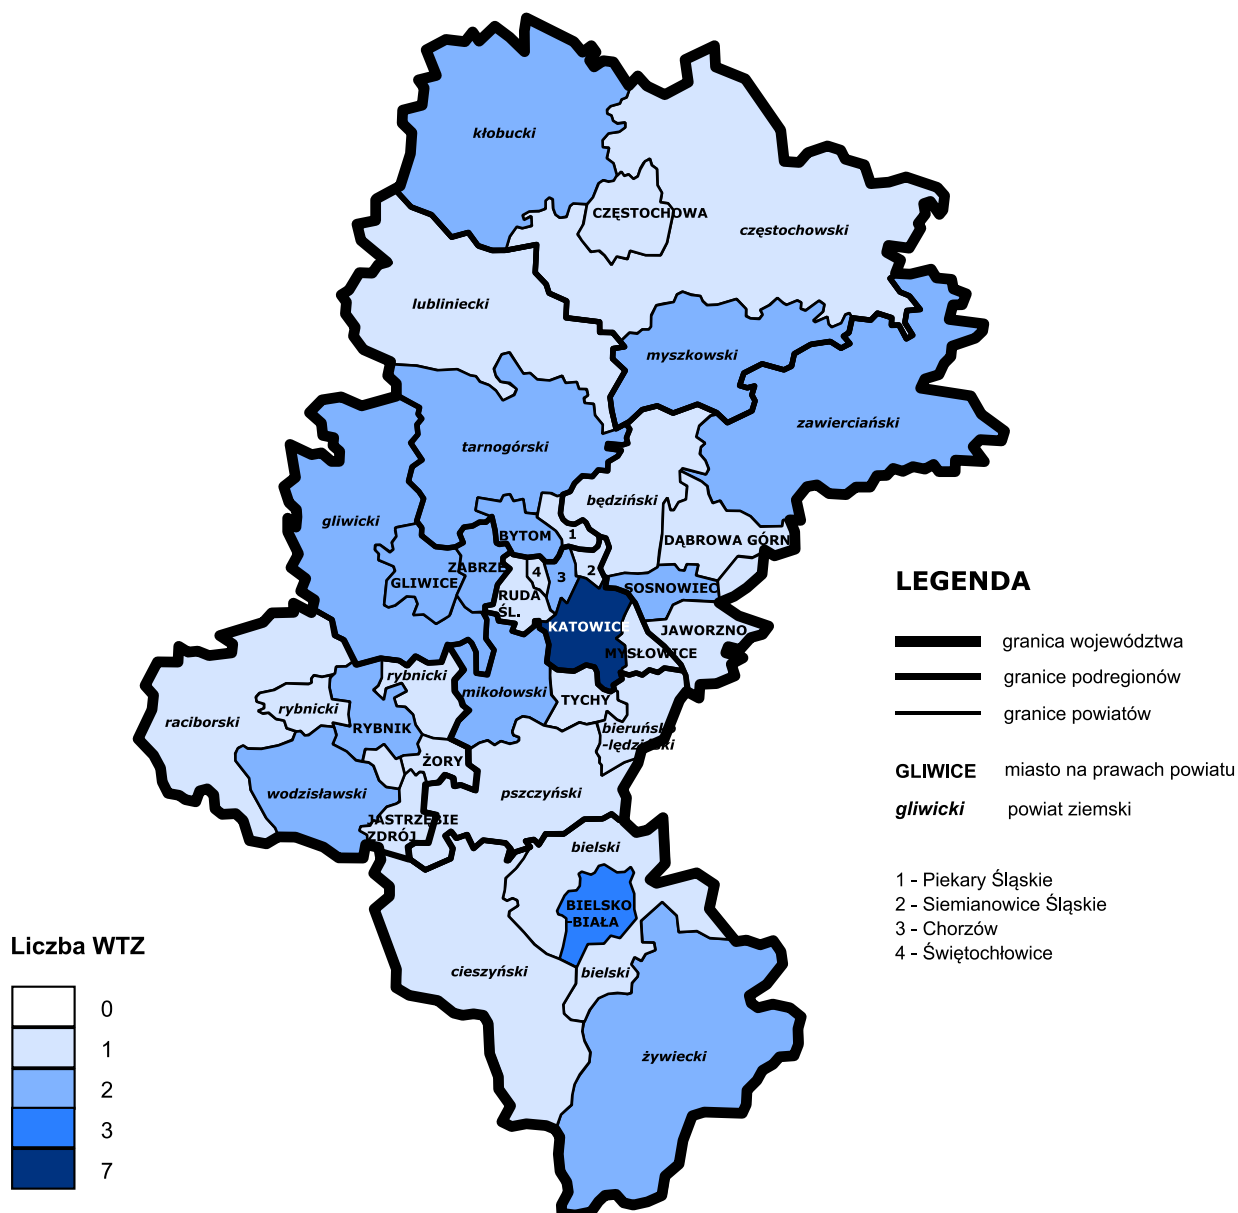 kłobucki
CZĘSTOCHOWA
częstochowski
lubliniecki
myszkowski
zawierciański
tarnogórski
będziński
gliwicki
BYTOM
1
DĄBROWA GÓRN.
ZABRZE
GLIWICE
4
3
2
SOSNOWIEC
RUDA
ŚL.
KATOWICE
JAWORZNO
MYSŁOWICE
rybnicki
mikołowski
TYCHY
rybnicki
raciborski
RYBNIK
bieruńsko
-lędziński
ŻORY
wodzisławski
pszczyński
JASTRZĘBIE
ZDRÓJ
bielski
BIELSKO
-BIAŁA
cieszyński
bielski
żywiecki
LEGENDA
granica województwa
granice podregionów
granice powiatów
GLIWICE miasto na prawach powiatu
gliwicki powiat ziemski
1 - Piekary Śląskie
2 - Siemianowice Śląskie
3 - Chorzów
4 - Świętochłowice
Liczba WTZ
0
1
2
3
7